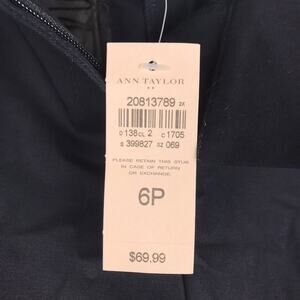 ANN TAYLOR
20813789 2X
D 138 CL 2 C 1705
S 399827 SZ 069
PLEASE RETAIN THIS STUB
IN CASE OF RETURN
OR EXCHANGE.
6P
$69.99